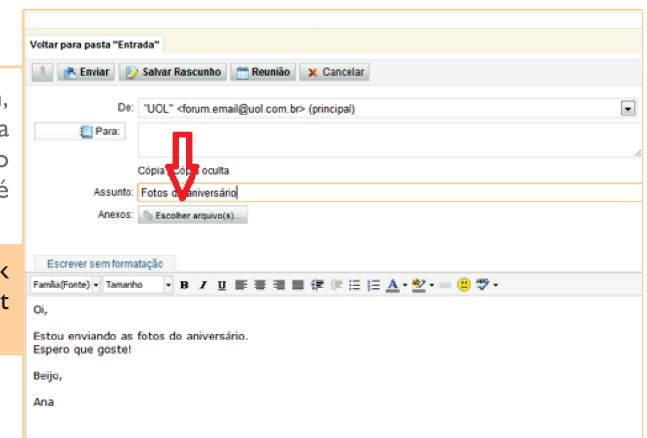 Voltar para pasta "Entrada"
Enviar Salvar Rascunho Reunião Cancelar
De: "UOL" <forum.email@uol.com.br> (principal)
Para:
Cópia Cópia oculta
Assunto: Fotos do aniversário
Anexos: Escolher arquivo(s)...
Escrever sem formatação
Família(Fonte) Tamanho B I U A
Oi,
Estou enviando as fotos do aniversário.
Espero que goste!
Beijo,
Ana
a
o
é
k
t